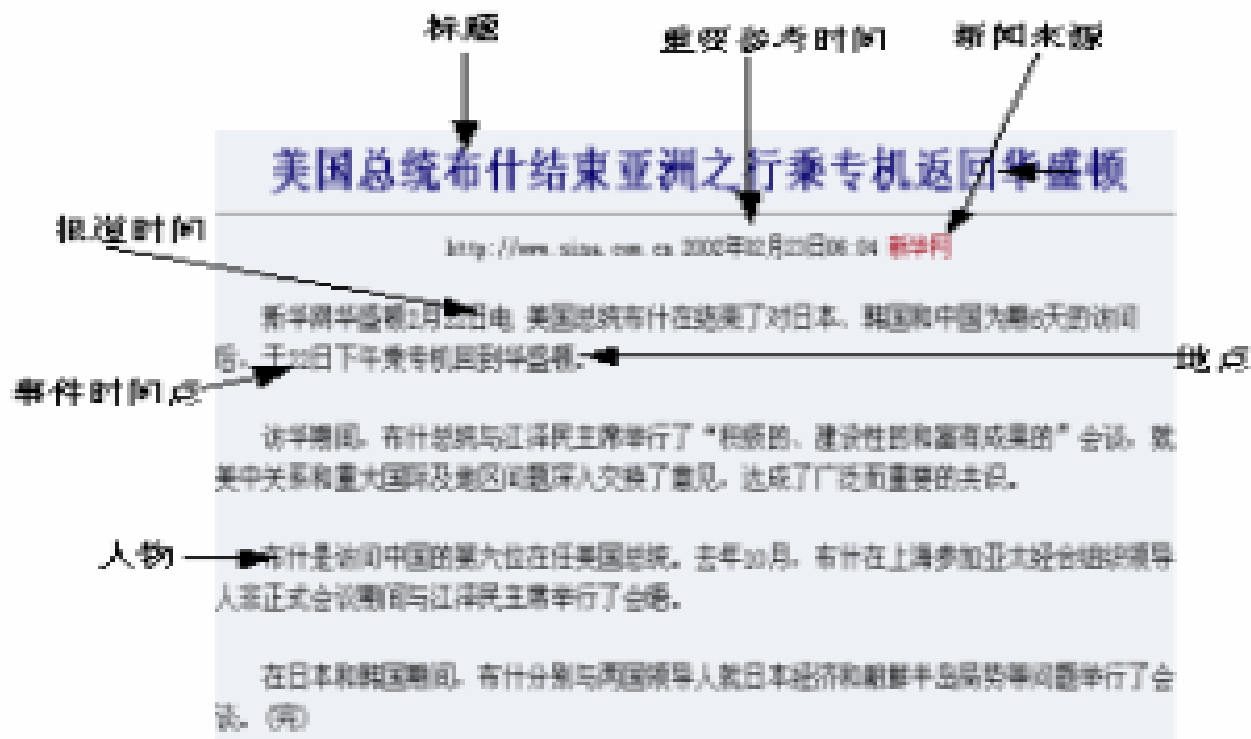 标题 重要参考时间 新闻来源
美国总统布什结束亚洲之行乘专机返回华盛顿
报道时间
http://www.sina.com.cn 2002年02月23日06:04 新华网
新华网华盛顿2月22日电 美国总统布什在结束了对日本、韩国和中国为期6天的访问
后，于22日下午乘专机回到华盛顿。
地点
事件时间点
访华期间，布什总统与江泽民主席举行了“积极的、建设性的和富有成果的”会谈，就
美中关系和重大国际及地区问题深入交换了意见，达成了广泛而重要的共识。
人物
布什是访问中国的第六位在任美国总统。去年10月，布什在上海参加亚太经合组织领导
人非正式会议期间与江泽民主席举行了会晤。
在日本和韩国期间，布什分别与两国领导人就日本经济和朝鲜半岛局势等问题举行了会
谈。(完)